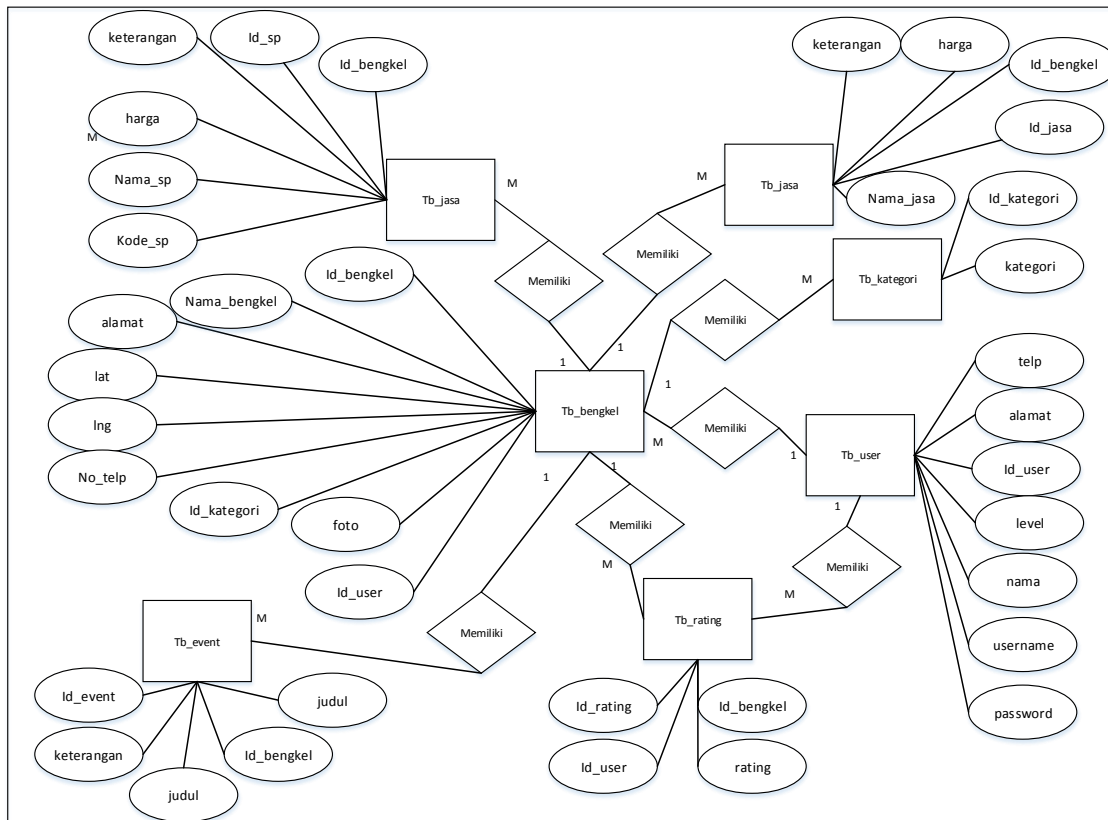 keterangan
Id_sp
Id_bengkel
harga
M
Nama_sp
Kode_sp
Tb_jasa
M
Memiliki
keterangan
harga
Id_bengkel
Id_jasa
Nama_jasa
Tb_jasa
M
Memiliki
1
1
Id_kategori
kategori
Tb_kategori
M
Memiliki
1
Id_bengkel
Nama_bengkel
alamat
lat
lng
No_telp
Id_kategori
foto
Id_user
Tb_bengkel
M
Memiliki
1
Tb_user
telp
alamat
Id_user
level
nama
username
password
1
Memiliki
M
1
Memiliki
M
Tb_rating
Id_rating
Id_bengkel
Id_user
rating
1
Memiliki
M
Tb_event
Id_event
judul
keterangan
Id_bengkel
judul